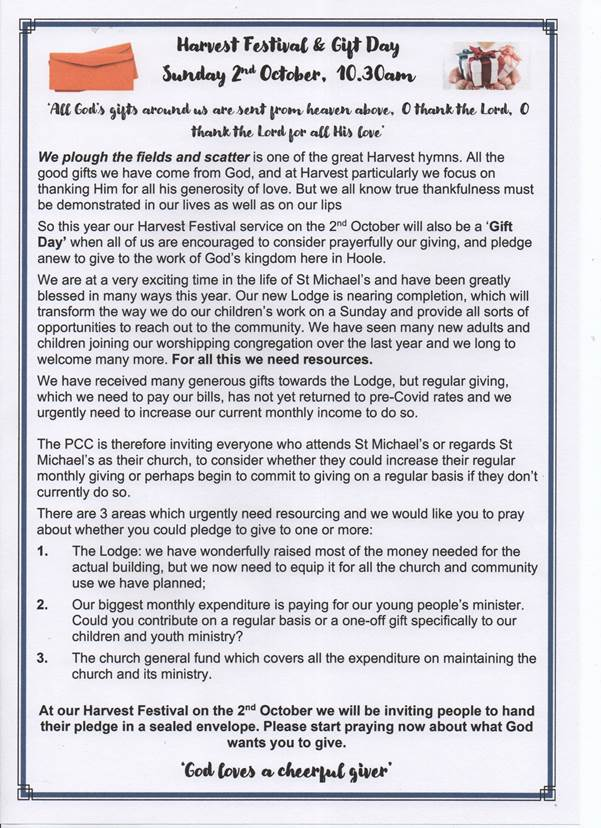 Harvest Festival & Gift Day
Sunday 2nd October, 10.30am
'All God's gifts around us are sent from heaven above, O thank the Lord, O
thank the Lord for all His love'
We plough the fields and scatter is one of the great Harvest hymns. All the
good gifts we have come from God, and at Harvest particularly we focus on
thanking Him for all his generosity of love. But we all know true thankfulness must
be demonstrated in our lives as well as on our lips
So this year our Harvest Festival service on the 2nd October will also be a 'Gift
Day' when all of us are encouraged to consider prayerfully our giving, and pledge
anew to give to the work of God's kingdom here in Hoole.
We are at a very exciting time in the life of St Michael's and have been greatly
blessed in many ways this year. Our new Lodge is nearing completion, which will
transform the way we do our children's work on a Sunday and provide all sorts of
opportunities to reach out to the community. We have seen many new adults and
children joining our worshipping congregation over the last year and we long to
welcome many more. For all this we need resources.
We have received many generous gifts towards the Lodge, but regular giving,
which we need to pay our bills, has not yet returned to pre-Covid rates and we
urgently need to increase our current monthly income to do so.
The PCC is therefore inviting everyone who attends St Michael's or regards St
Michael's as their church, to consider whether they could increase their regular
monthly giving or perhaps begin to commit to giving on a regular basis if they don't
currently do so.
There are 3 areas which urgently need resourcing and we would like you to pray
about whether you could pledge to give to one or more:
1. The Lodge: we have wonderfully raised most of the money needed for the
actual building, but we now need to equip it for all the church and community
use we have planned;
2. Our biggest monthly expenditure is paying for our young people's minister.
Could you contribute on a regular basis or a one-off gift specifically to our
children and youth ministry?
3. The church general fund which covers all the expenditure on maintaining the
church and its ministry.
At our Harvest Festival on the 2nd October we will be inviting people to hand
their pledge in a sealed envelope. Please start praying now about what God
wants you to give.
'God loves a cheerful giver'